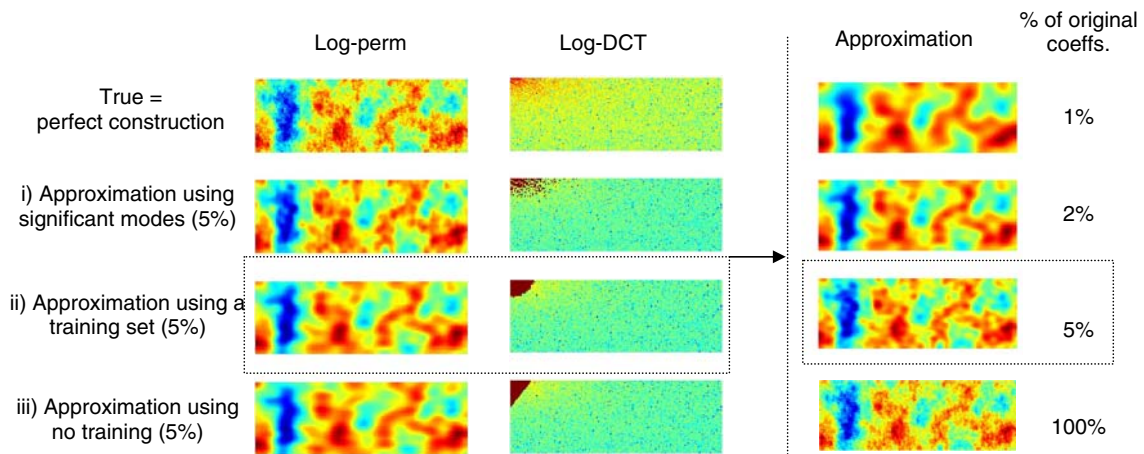 Log-perm
Log-DCT
Approximation
% of original
coeffs.
True =
perfect construction
1%
i) Approximation using
significant modes (5%)
2%
ii) Approximation using a
training set (5%)
5%
iii) Approximation using
no training (5%)
100%